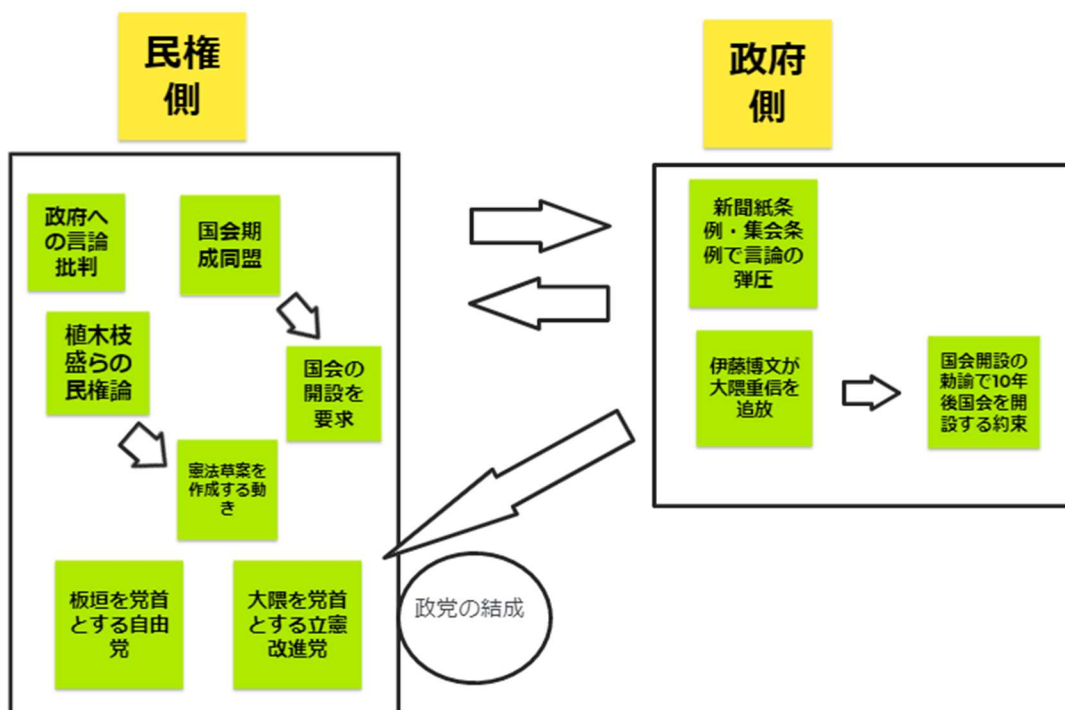 民権
側
政府
側
政府へ
の言論
批判
国会期
成同盟
植木枝
盛らの
民権論
国会の
開設を
要求
憲法草案を
作成する動
き
板垣を党首
とする自由
党
大隈を党首
とする立憲
改進党
政党の結成
新聞紙条
例・集会条
例で言論の
弾圧
伊藤博文が
大隈重信を
追放
国会開設の
勅諭で10年
後国会を開
設する約束